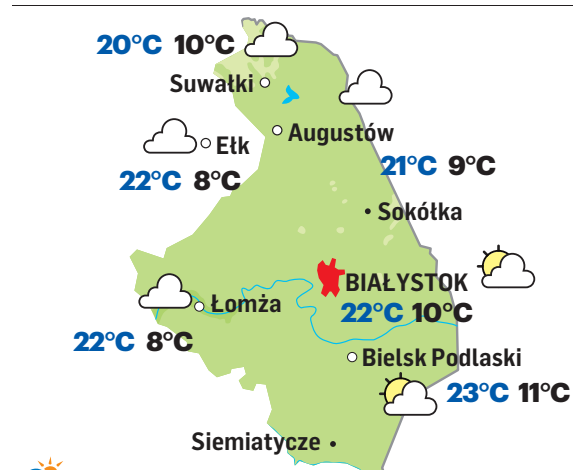 20°C 10°C
Suwałki
Augustów
Ełk
22°C 8°C
21°C 9°C
Sokółka
BIAŁYSTOK
22°C 10°C
Łomża
22°C 8°C
Bielsk Podlaski
23°C 11°C
Siemiatycze